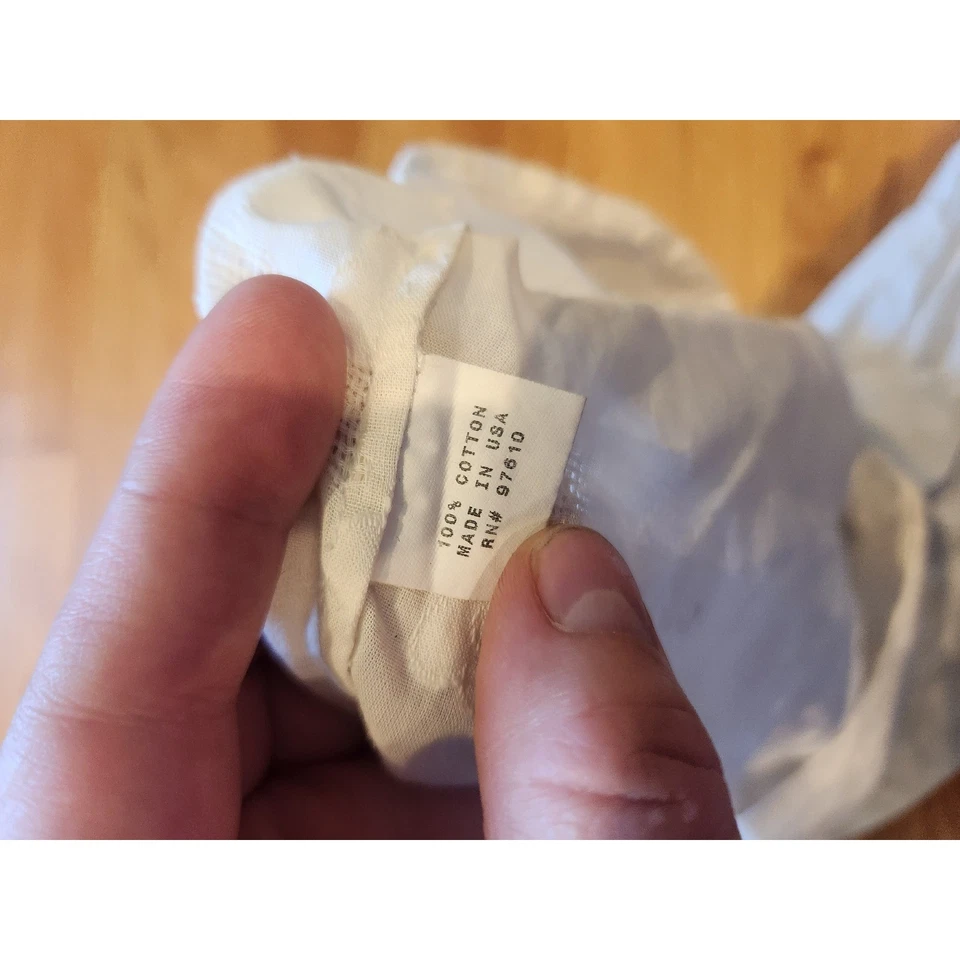 100% COTTON
MADE IN USA
RN# 97610